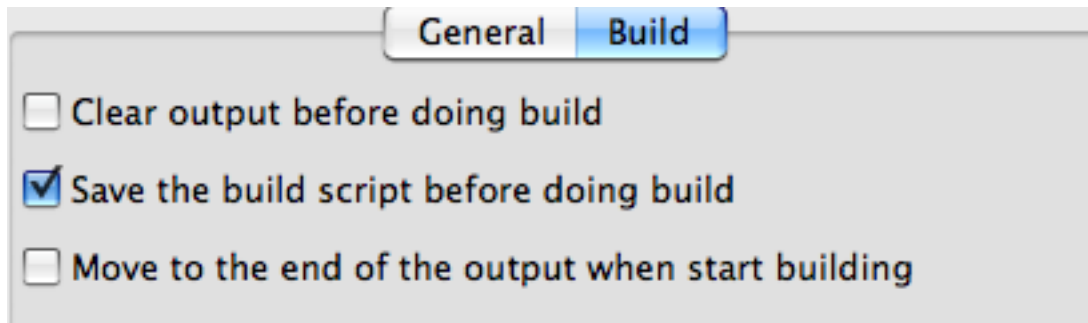 General Build
Clear output before doing build
Save the build script before doing build
Move to the end of the output when start building